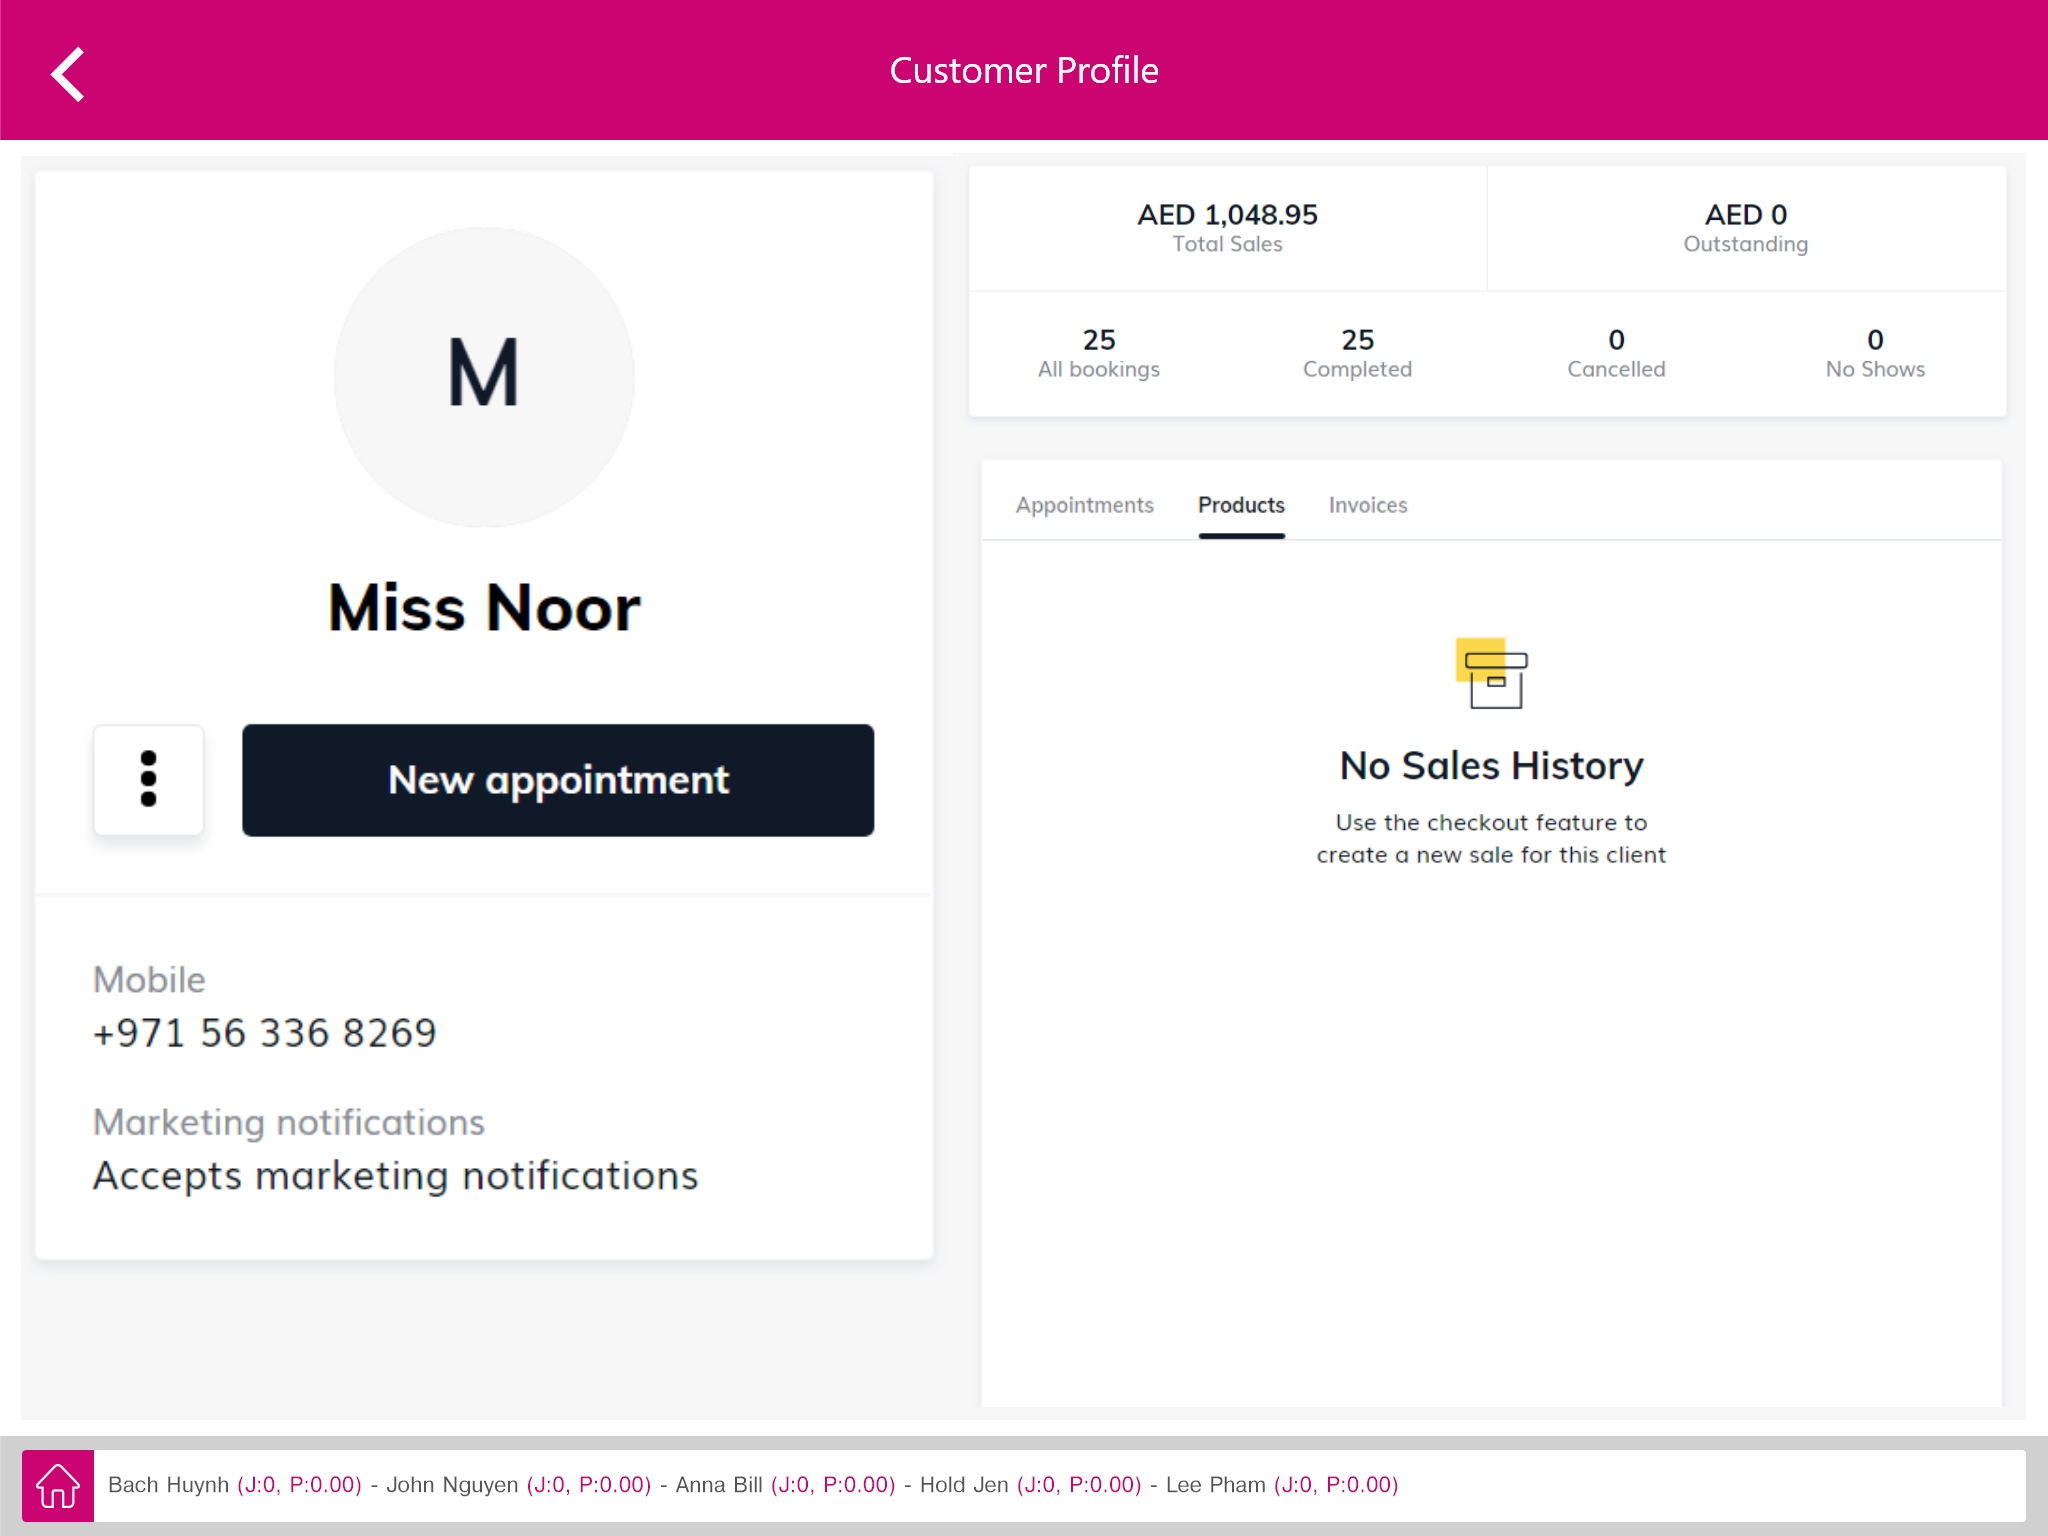 Customer Profile
M
Miss Noor
New appointment
Mobile
+971 56 336 8269
Marketing notifications
Accepts marketing notifications
AED 1,048.95
Total Sales
AED 0
Outstanding
25
All bookings
25
Completed
0
Cancelled
0
No Shows
Appointments Products Invoices
No Sales History
Use the checkout feature to
create a new sale for this client
Bach Huynh (J:0, P:0.00) - John Nguyen (J:0, P:0.00) - Anna Bill (J:0, P:0.00) - Hold Jen (J:0, P:0.00) - Lee Pham (J:0, P:0.00)